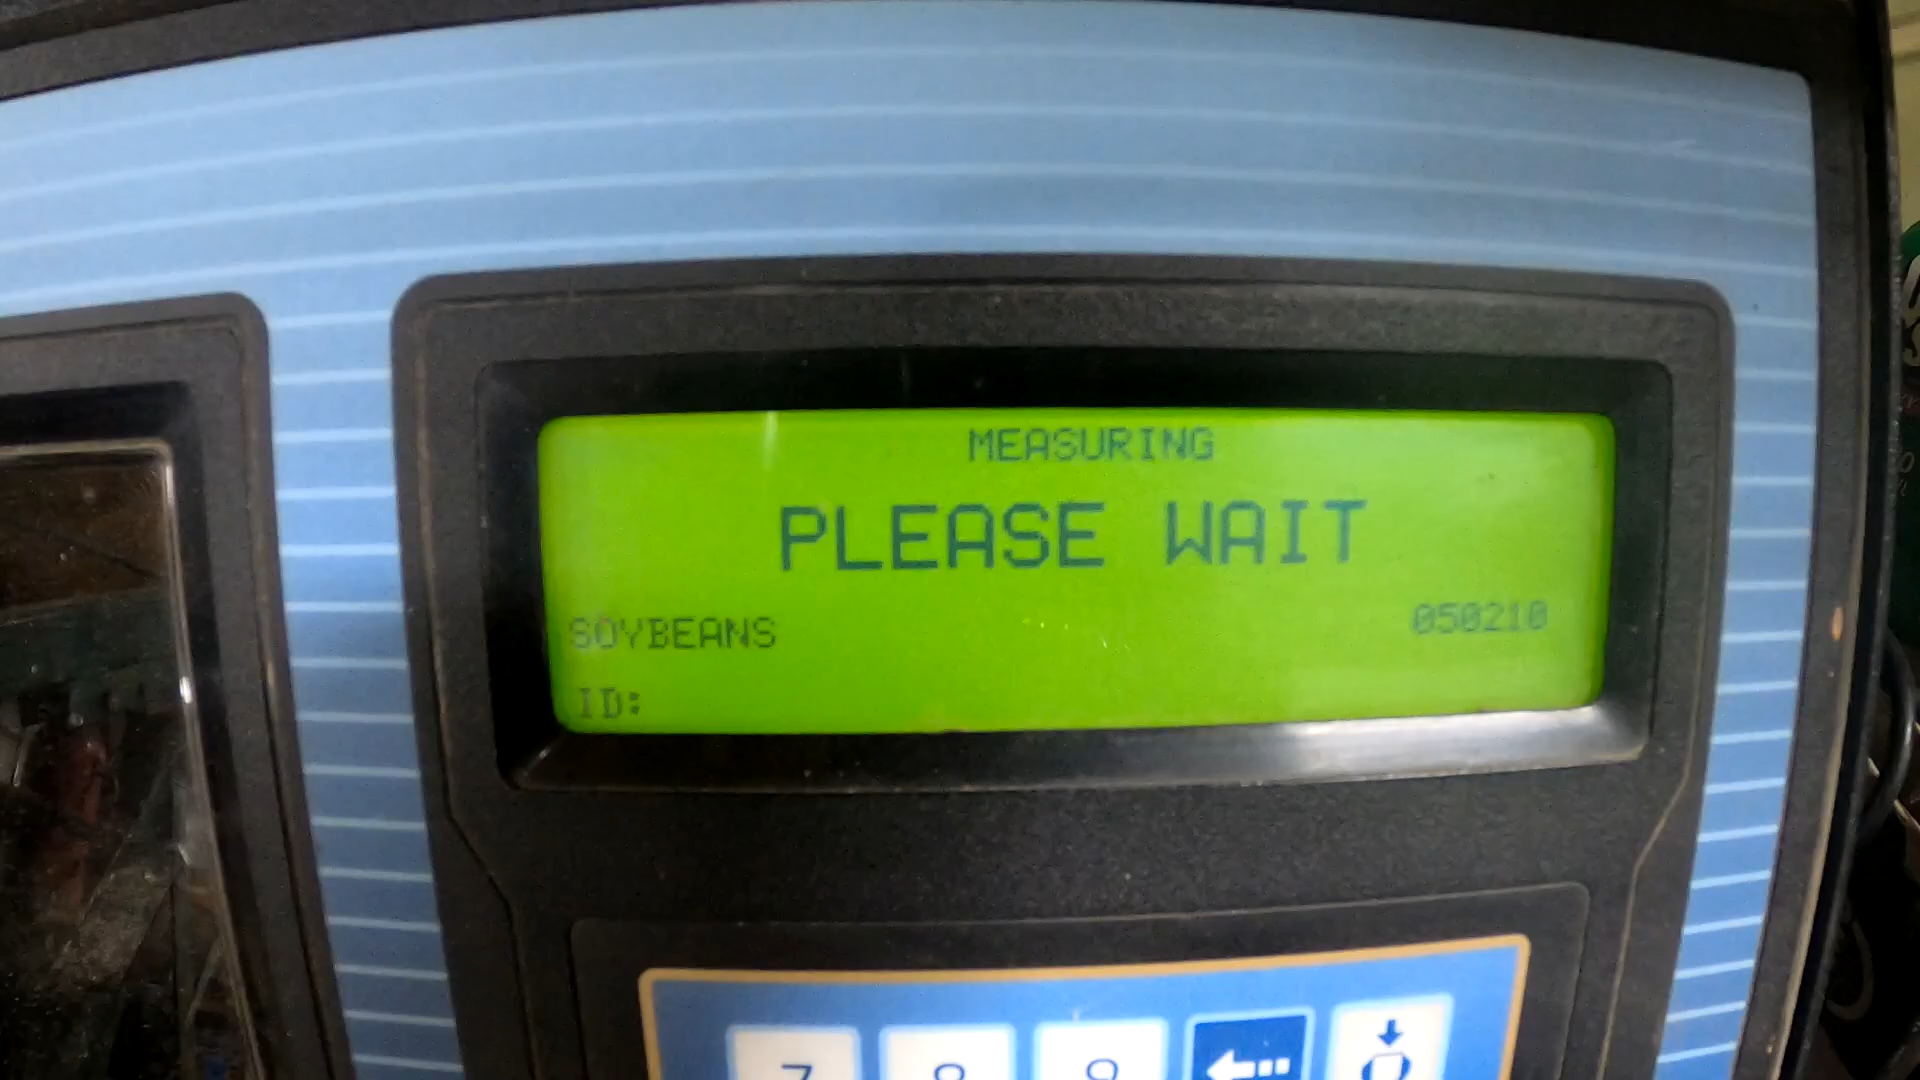 MEASURING
PLEASE WAIT
SOYBEANS 050210
ID:
7 8 9